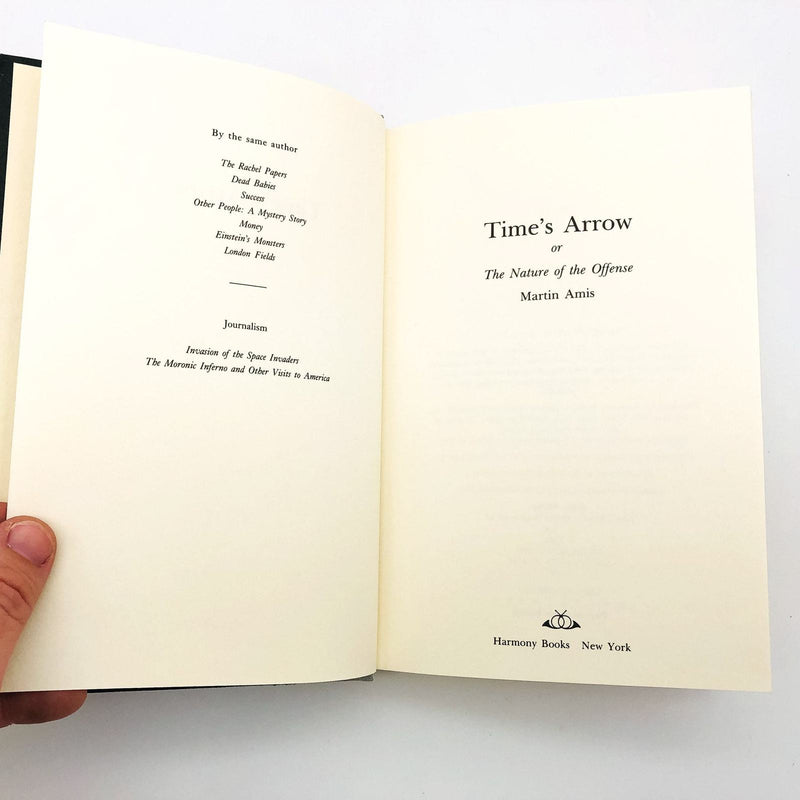 By the same author
The Rachel Papers
Dead Babies
Success
Other People: A Mystery Story
Money
Einstein's Monsters
London Fields
Journalism
Invasion of the Space Invaders
The Moronic Inferno and Other Visits to America
Time's Arrow
or
The Nature of the Offense
Martin Amis
Harmony Books New York